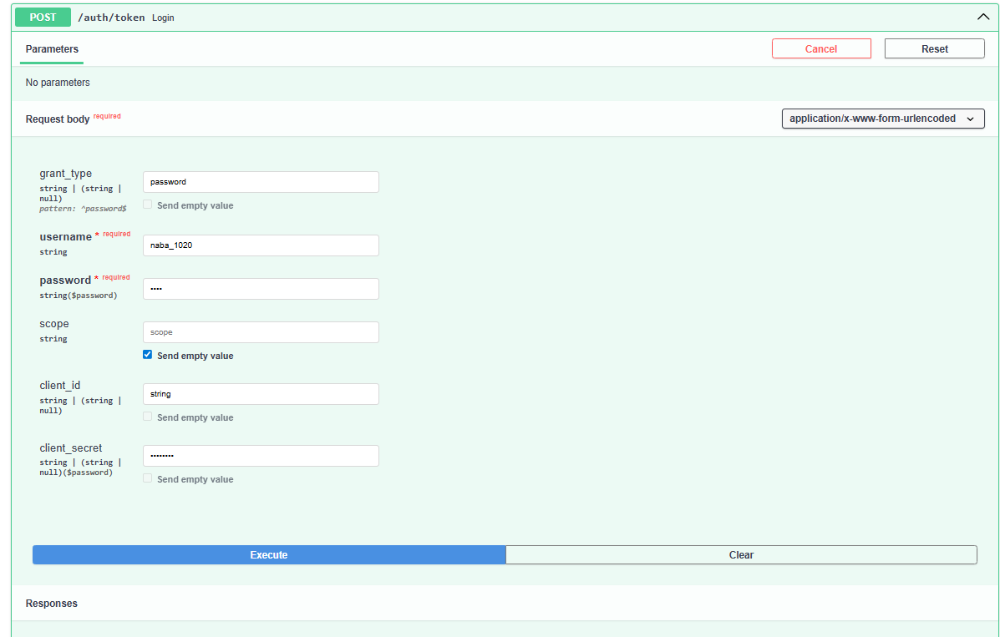 POST /auth/token Login
Parameters
Cancel
Reset
No parameters
Request body required
application/x-www-form-urlencoded
grant_type
string | (string |
null)
pattern: ^password$
password
Send empty value
username * required
string
naba_1020
password * required
string($password)
••••
scope
string
scope
Send empty value
client_id
string | (string |
null)
string
Send empty value
client_secret
string | (string |
null)($password)
••••••••
Send empty value
Execute
Clear
Responses